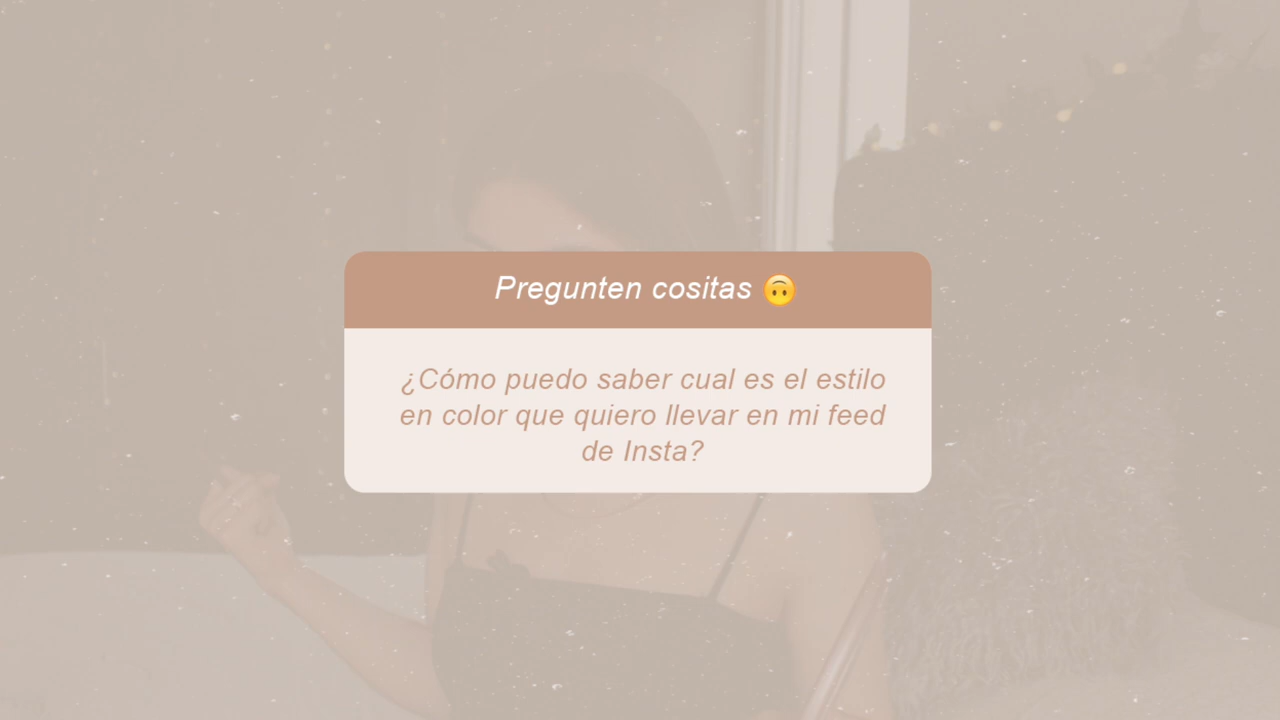 Pregunten cositas 🙃
¿Cómo puedo saber cual es el estilo
en color que quiero llevar en mi feed
de Insta?